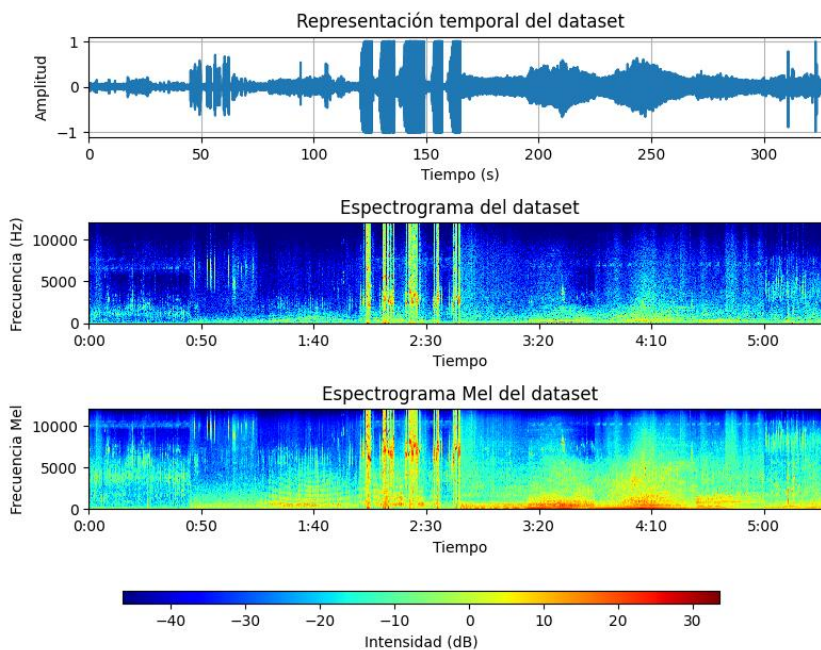 Representación temporal del dataset
1
0
−1
Amplitud
0 50 100 150 200 250 300
Tiempo (s)
Espectrograma del dataset
10000
5000
0
Frecuencia (Hz)
0:00 0:50 1:40 2:30 3:20 4:10 5:00
Tiempo
Espectrograma Mel del dataset
10000
5000
0
Frecuencia Mel
0:00 0:50 1:40 2:30 3:20 4:10 5:00
Tiempo
−40 −30 −20 −10 0 10 20 30
Intensidad (dB)